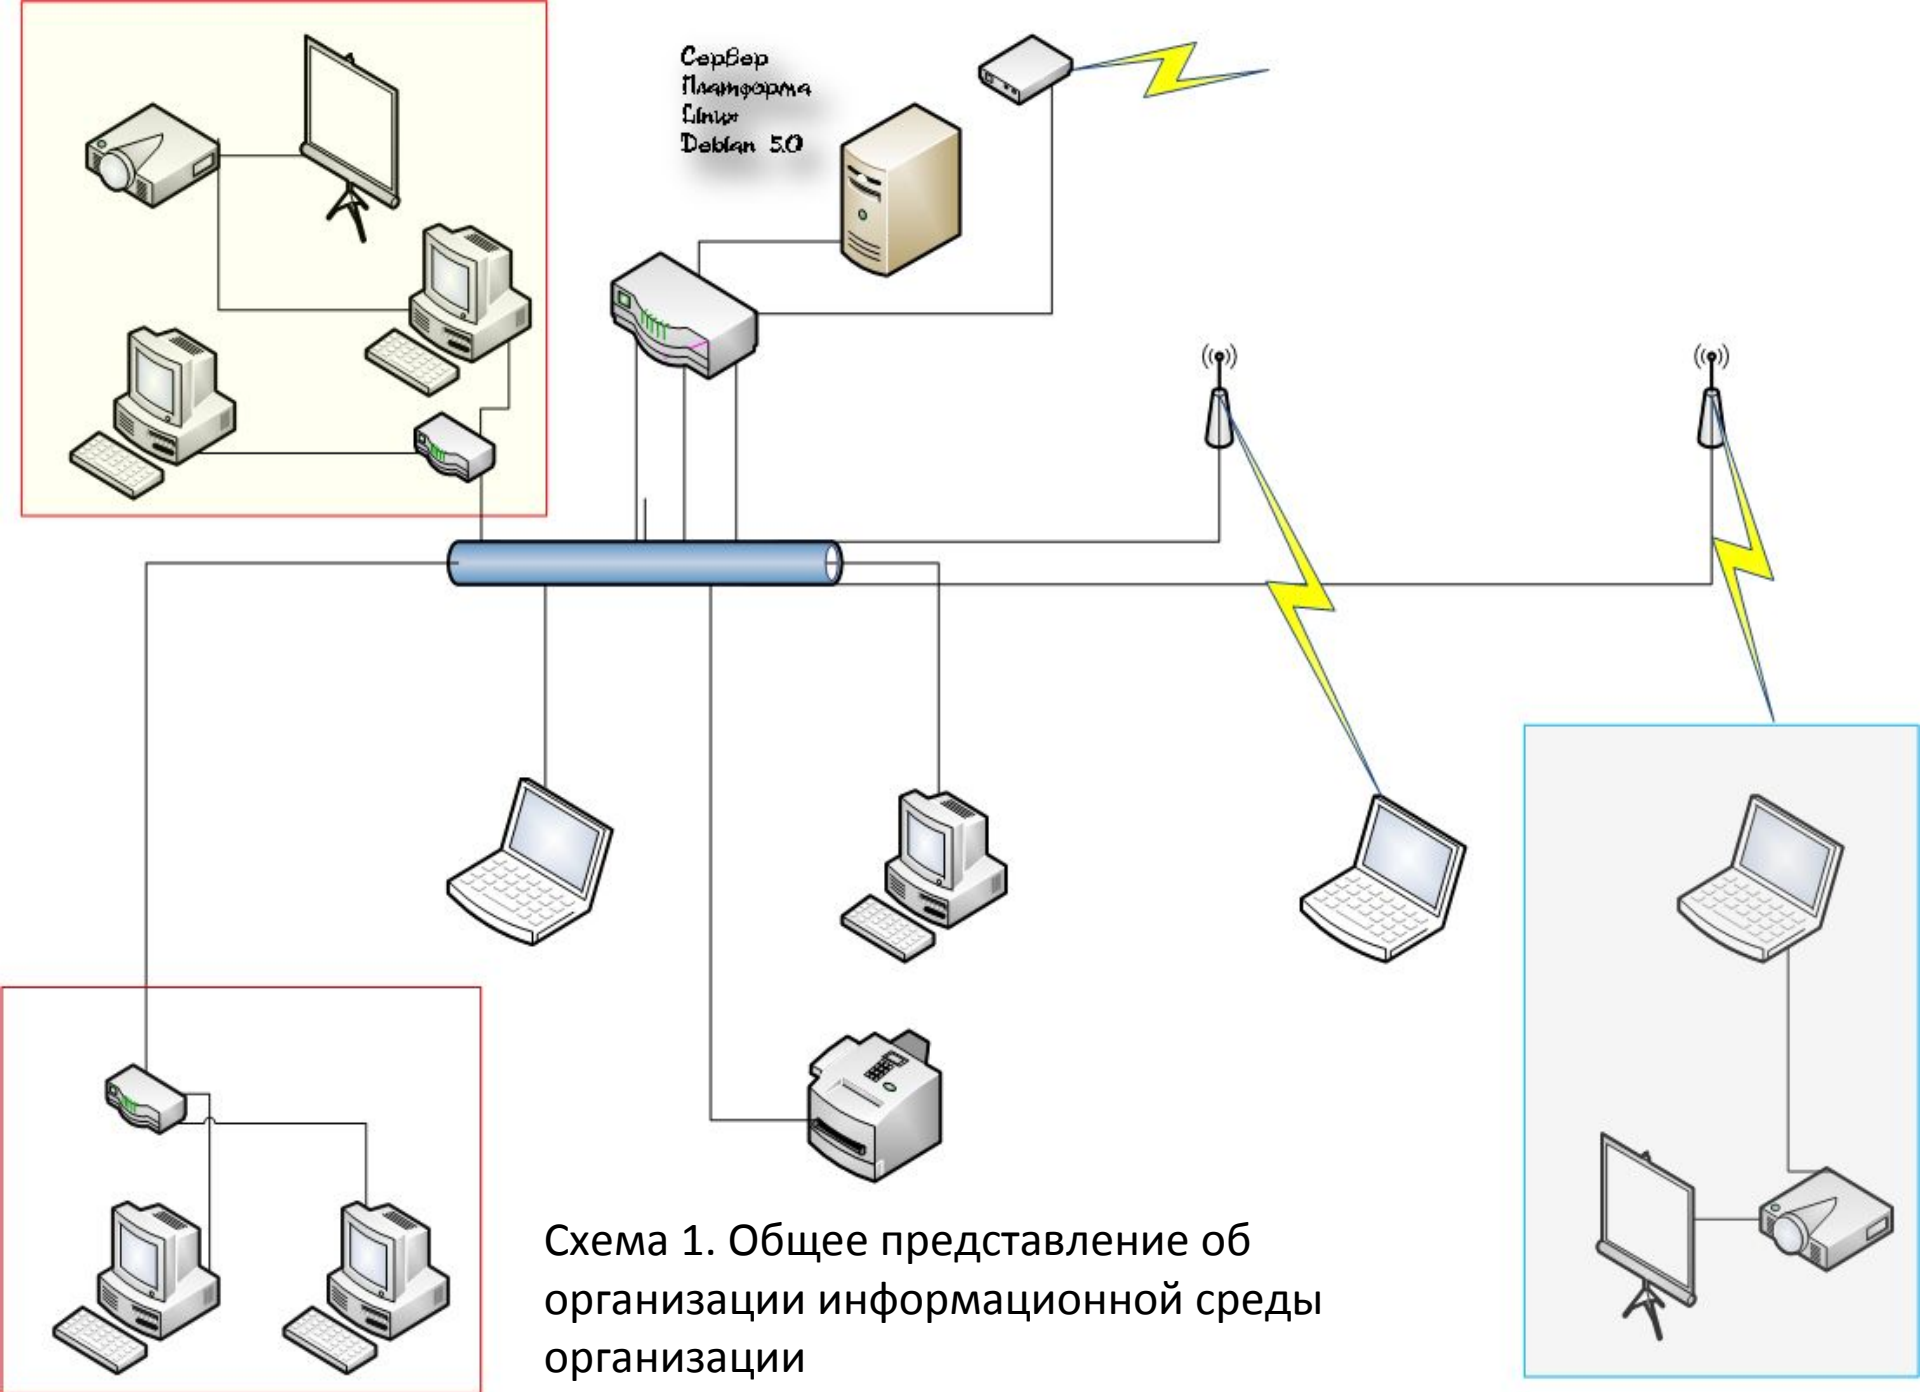 Сервер
Платформа
Linux
Debian 5.0
Схема 1. Общее представление об
организации информационной среды
организации